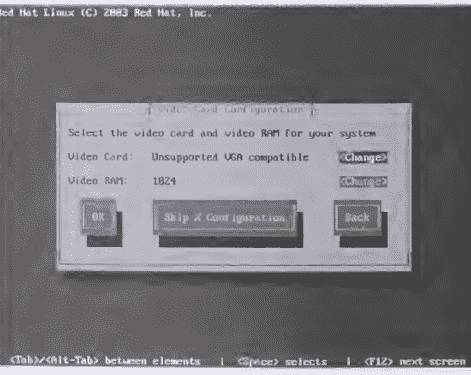 Red Hat Linux (C) 2003 Red Hat, Inc.
Video Card Configuration
Select the video card and video RAM for your system
Video Card: Unsupported VGA compatible <Change>
Video RAM: 1024 <Change>
OK Skip X Configuration Back
<Tab>/<Alt-Tab> between elements | <Space> selects | <F12> next screen